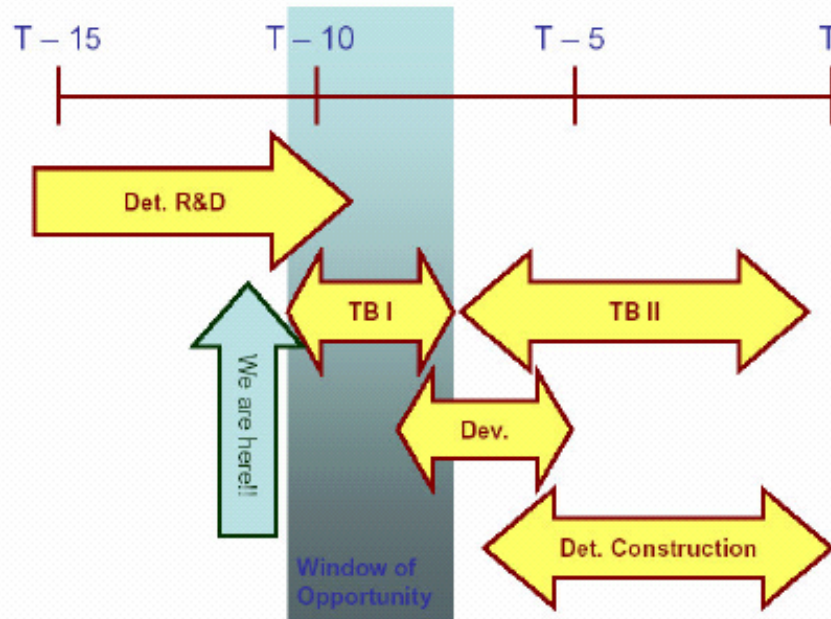 T – 15
T – 10
T – 5
T
Det. R&D
TB I
TB II
We are here!!
Dev.
Det. Construction
Window of
Opportunity